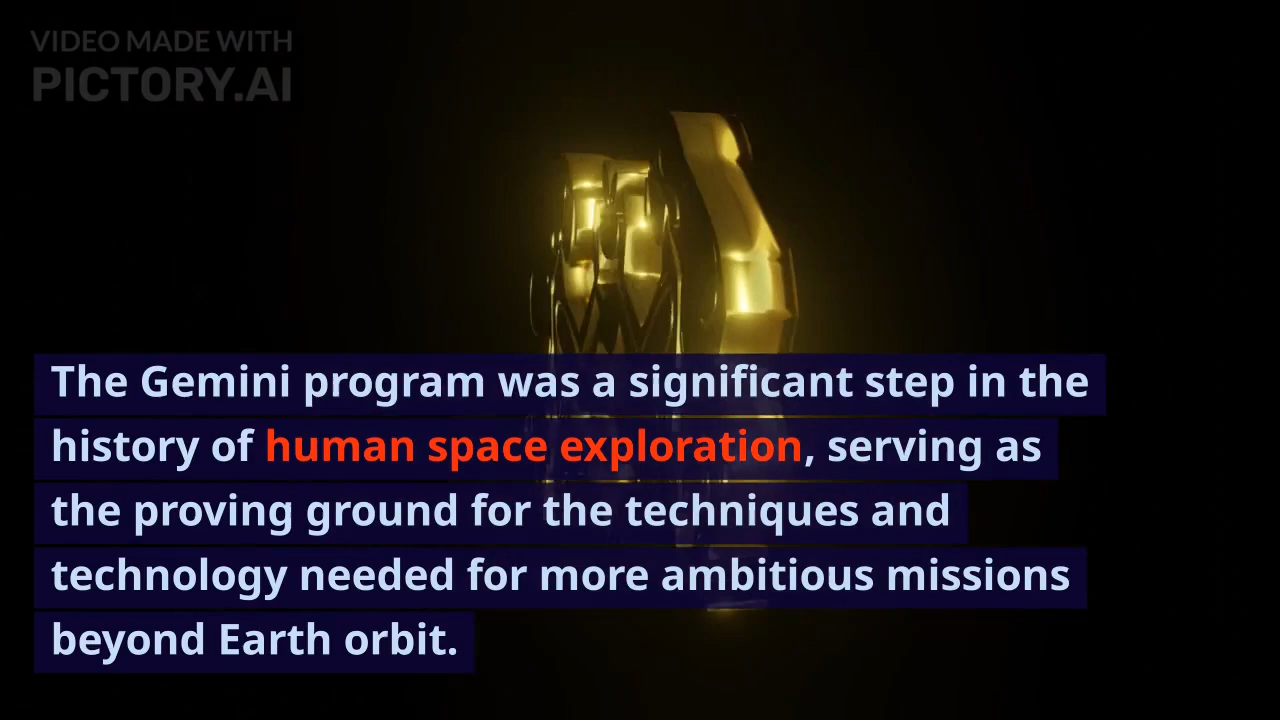 VIDEO MADE WITH
PICTORY.AI
The Gemini program was a significant step in the
history of human space exploration, serving as
the proving ground for the techniques and
technology needed for more ambitious missions
beyond Earth orbit.